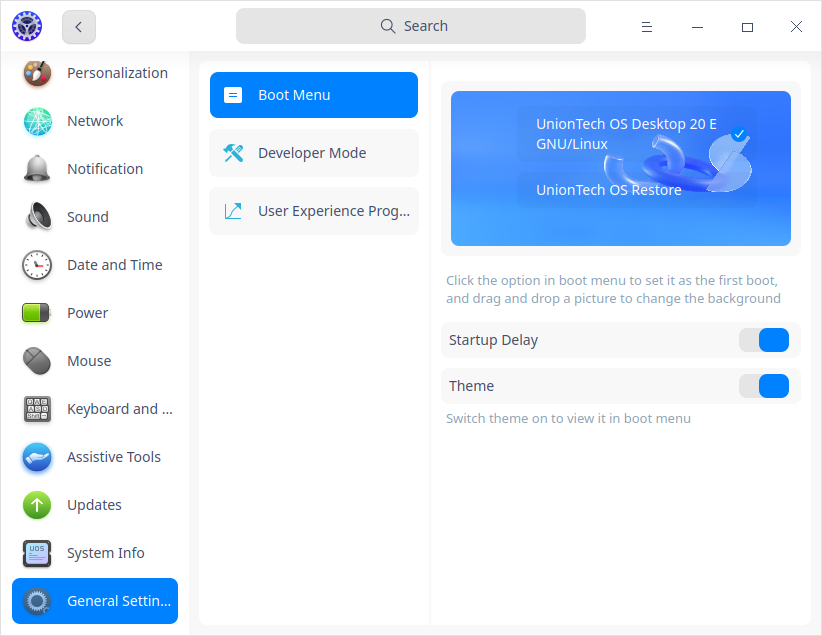 Search
Personalization
Network
Notification
Sound
Date and Time
Power
Mouse
Keyboard and ...
Assistive Tools
Updates
System Info
General Settin...
Boot Menu
Developer Mode
User Experience Prog...
UnionTech OS Desktop 20 E
GNU/Linux
UnionTech OS Restore
Click the option in boot menu to set it as the first boot,
and drag and drop a picture to change the background
Startup Delay
Theme
Switch theme on to view it in boot menu